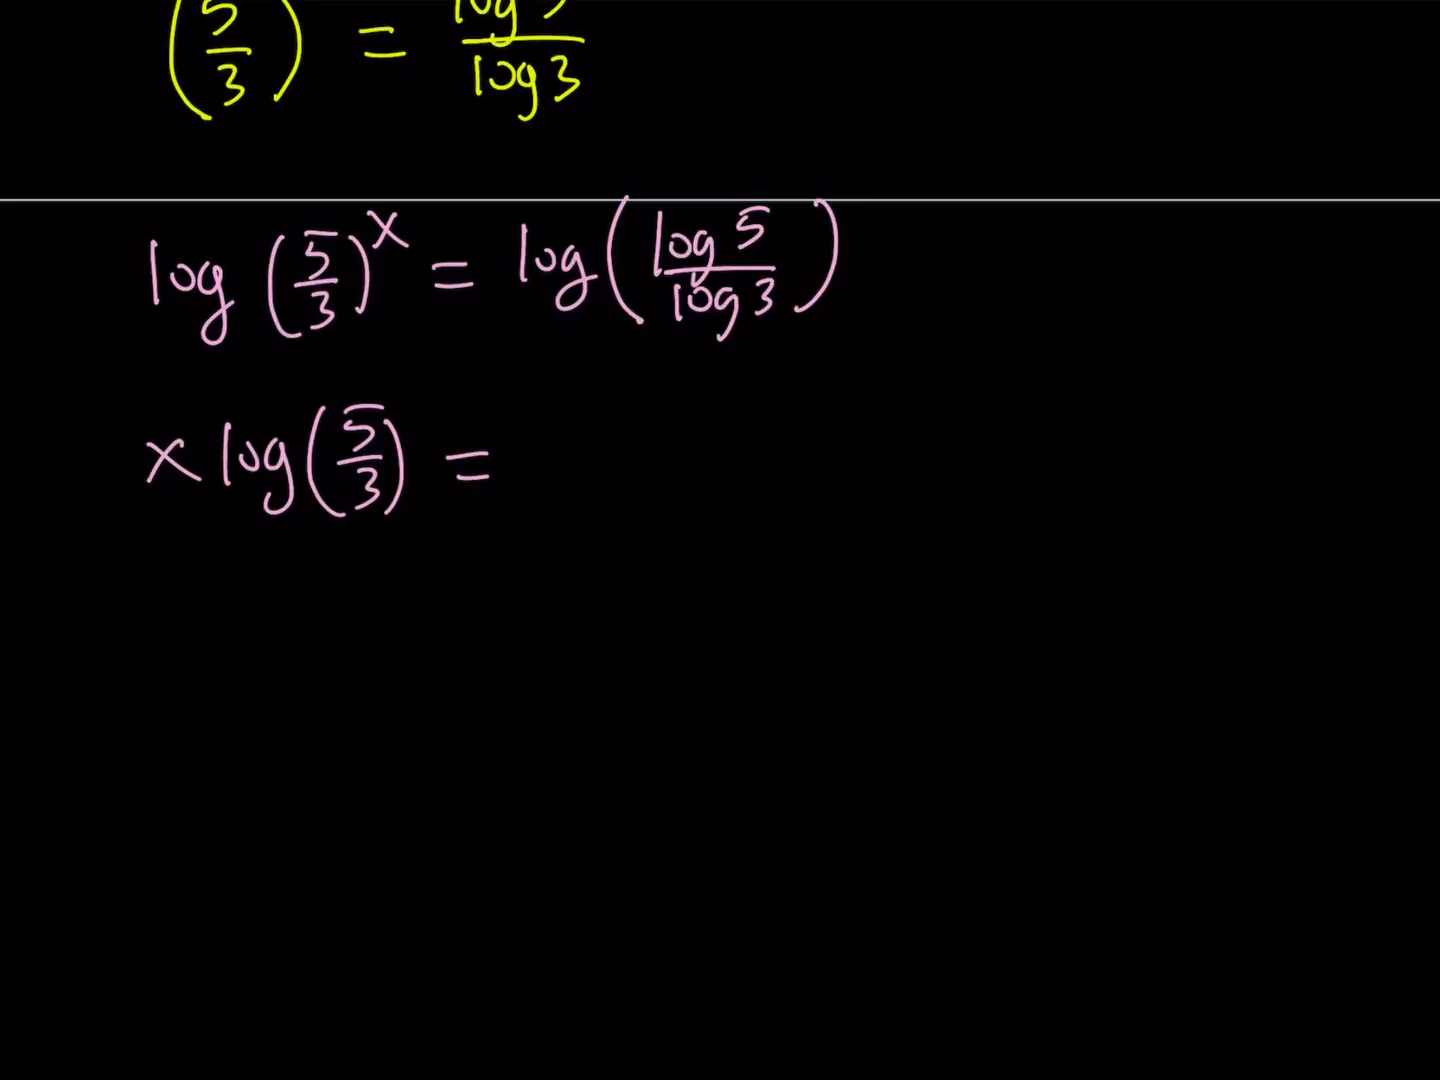 (5/3) = log 5 / log 3
log (5/3)^x = log( log 5 / log 3 )
x log(5/3) =